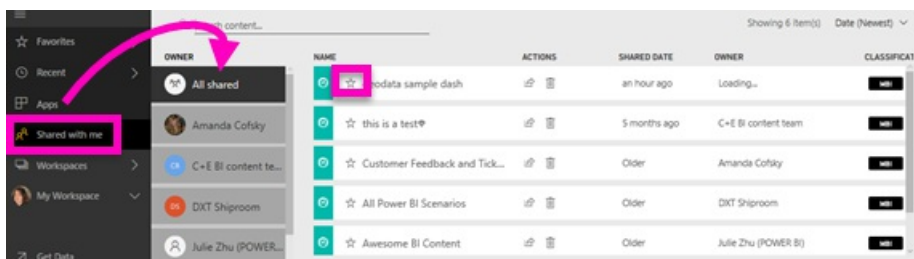 Search content...
Showing 6 item(s)
Date (Newest)
Favorites
Recent
Apps
Shared with me
Workspaces
My Workspace
Get Data
OWNER
All shared
Amanda Cofsky
C+E BI content te...
DXT Shiproom
Julie Zhu (POWER...
NAME
ACTIONS
SHARED DATE
OWNER
CLASSIFICAT
sample dash
an hour ago
Loading...
MBI
this is a test
5 months ago
C+E BI content team
MBI
Customer Feedback and Tick...
Older
Amanda Cofsky
MBI
All Power BI Scenarios
Older
DXT Shiproom
MBI
Awesome BI Content
Older
Julie Zhu (POWER BI)
MBI